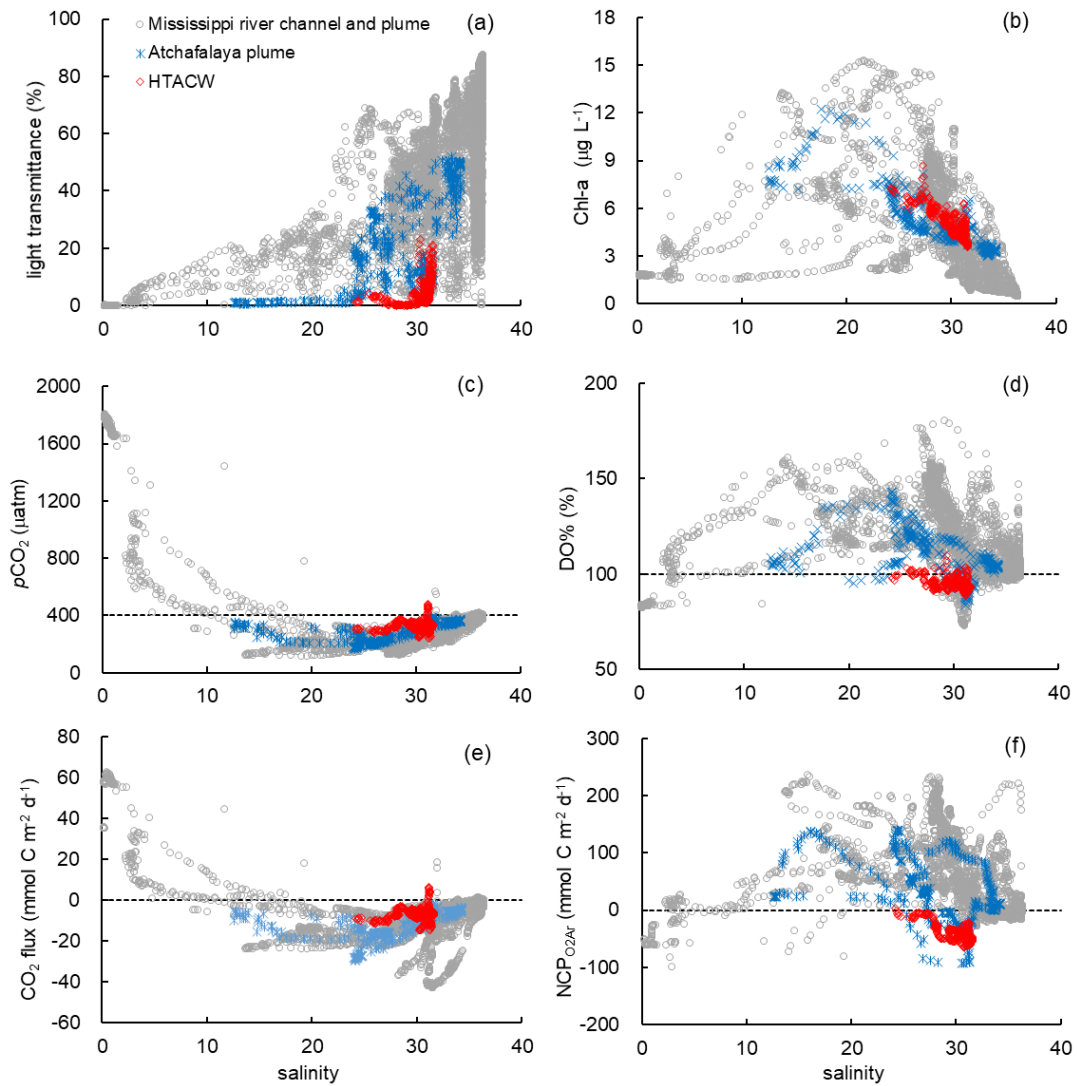 (a)
Mississippi river channel and plume
Atchafalaya plume
HTACW
light transmittance (%)
100
80
60
40
20
0
0 10 20 30 40
(b)
Chl-a (µg L-1)
18
15
12
9
6
3
0
0 10 20 30 40
(c)
pCO2 (µatm)
2000
1600
1200
800
400
0
0 10 20 30 40
(d)
DO% (%)
200
150
100
50
0 10 20 30 40
(e)
CO2 flux (mmol C m-2 d-1)
80
60
40
20
0
-20
-40
-60
0 10 20 30 40
salinity
(f)
NCPO2Ar (mmol C m-2 d-1)
300
200
100
0
-100
-200
0 10 20 30 40
salinity